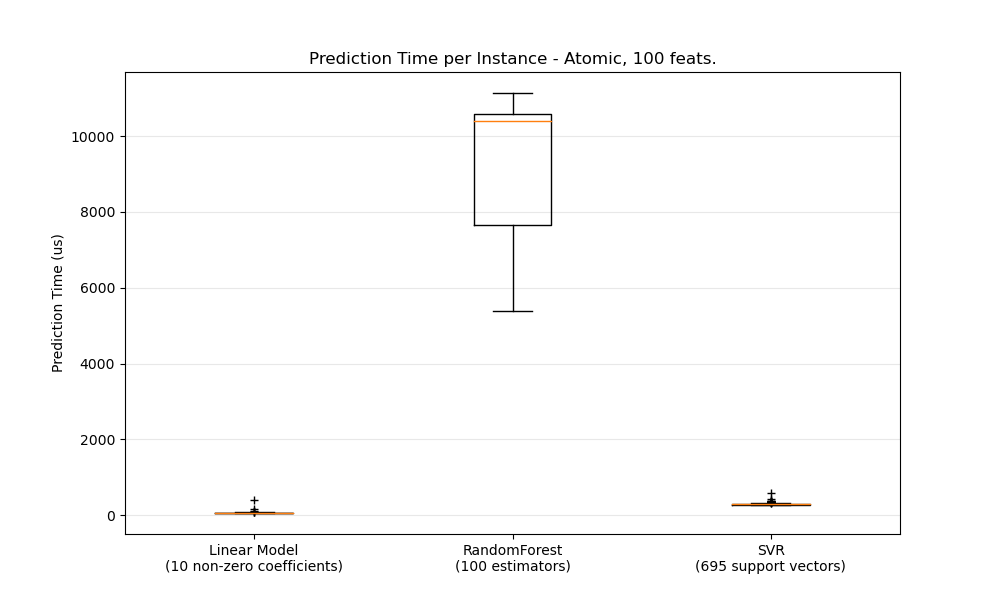 Prediction Time per Instance - Atomic, 100 feats.
Prediction Time (us)
10000
8000
6000
4000
2000
0
Linear Model
(10 non-zero coefficients)
RandomForest
(100 estimators)
SVR
(695 support vectors)